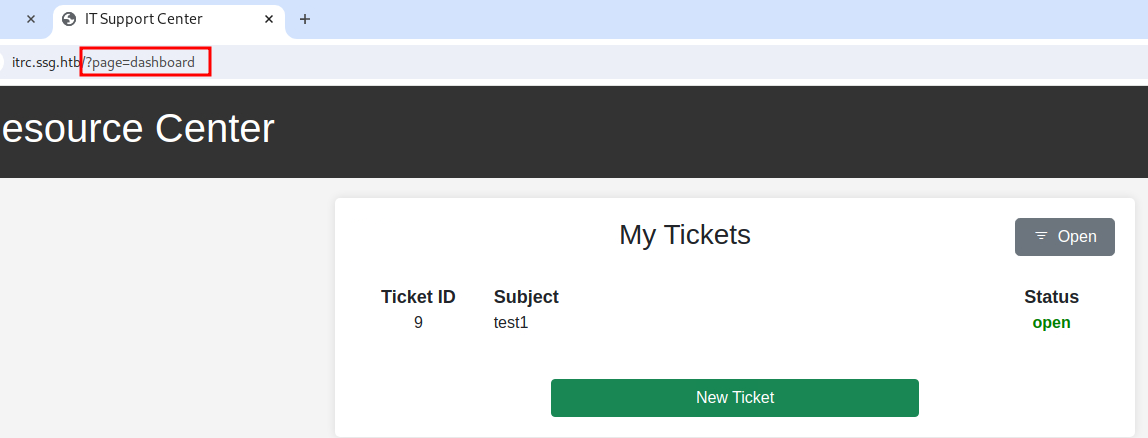 IT Support Center
itrc.ssg.htb/?page=dashboard
esource Center
My Tickets
Open
Ticket ID Subject Status
9 test1 open
New Ticket